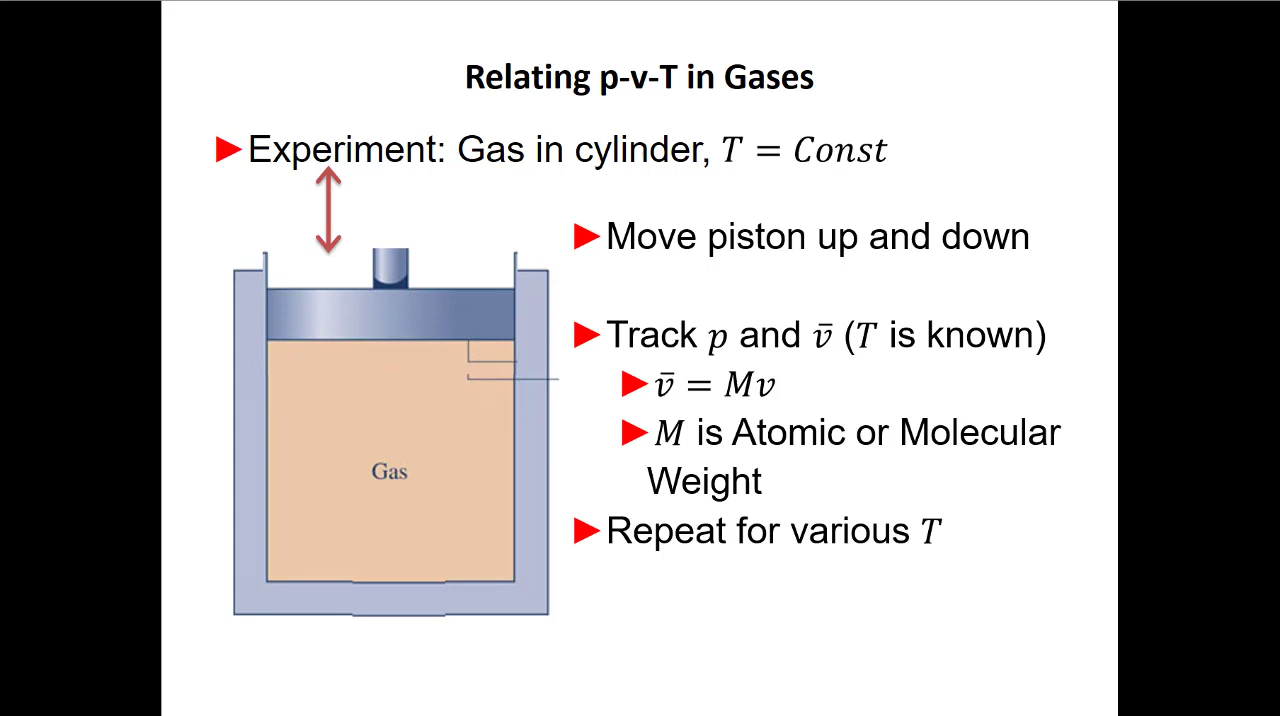 Relating p-v-T in Gases
►Experiment: Gas in cylinder, T = Const
►Move piston up and down
►Track p and v̄ (T is known)
►v̄ = Mv
►M is Atomic or Molecular
Weight
►Repeat for various T
Gas